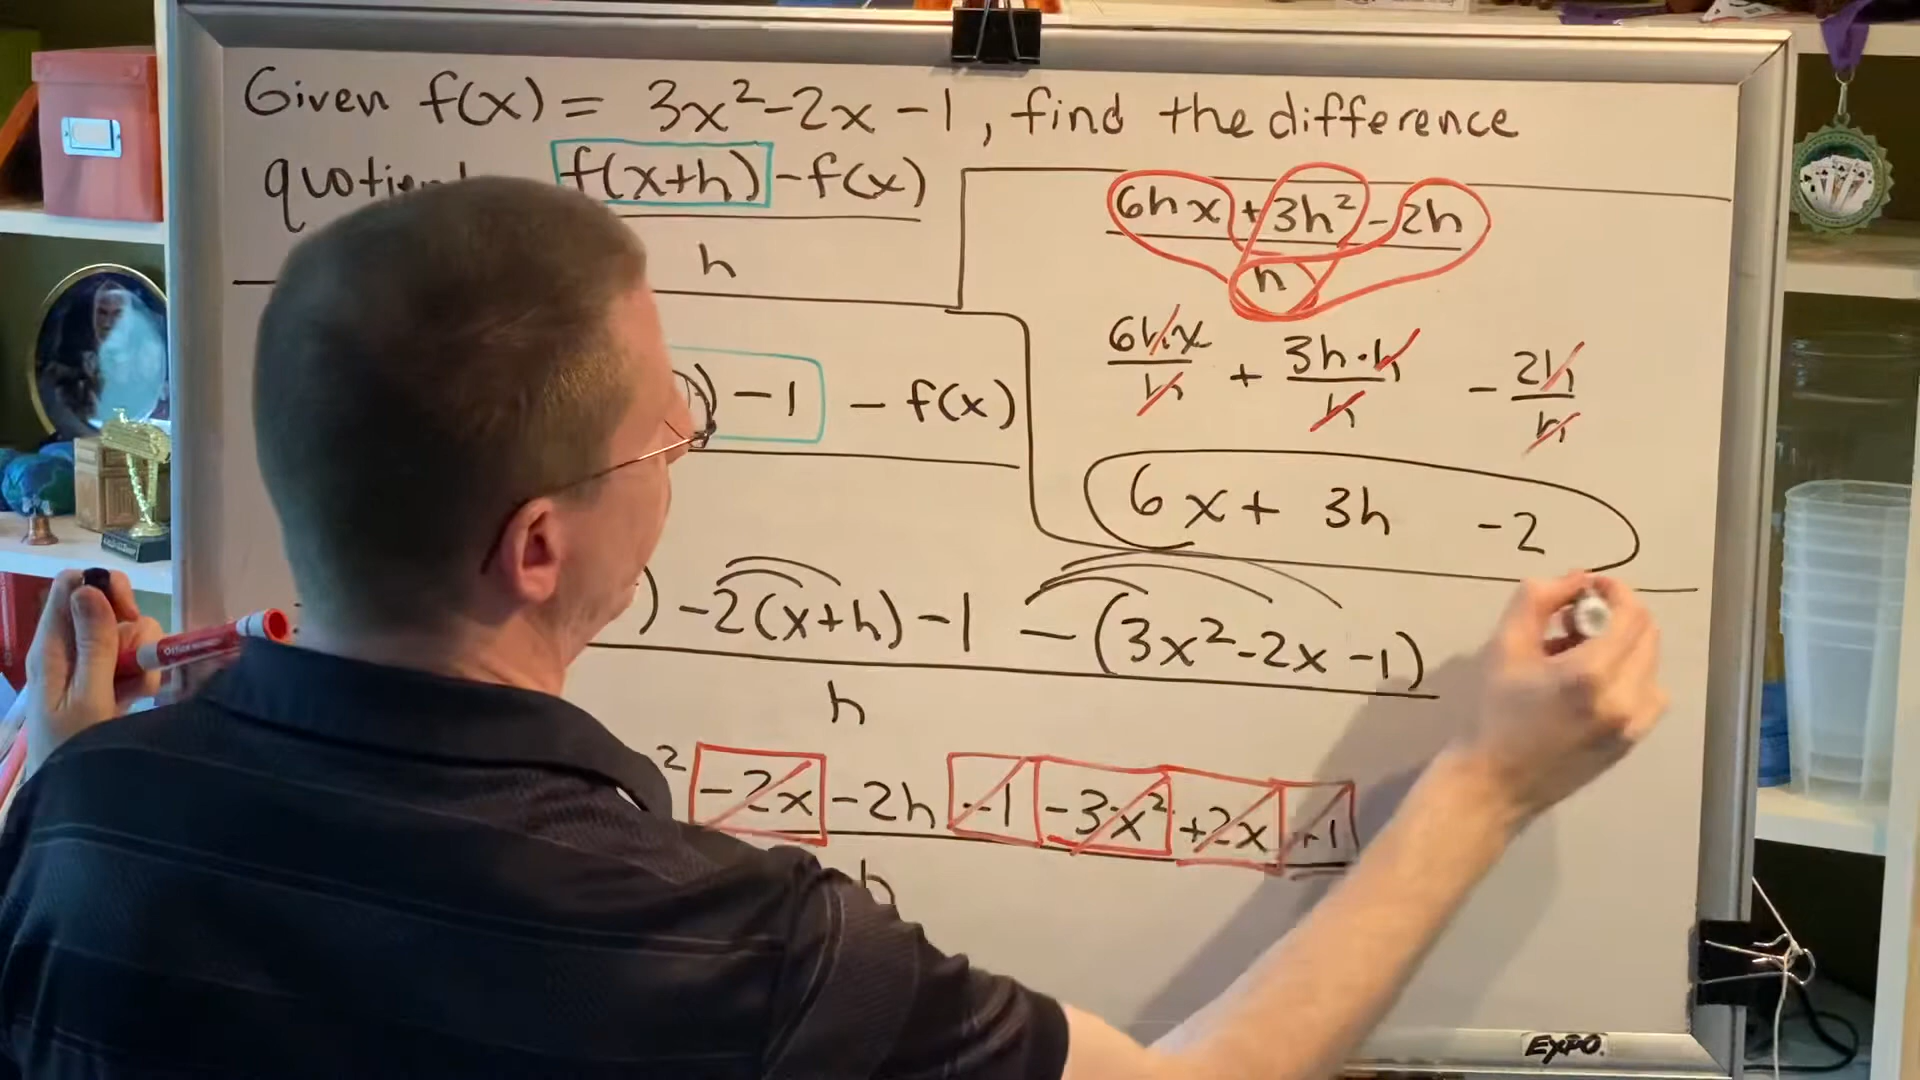 Given f(x) = 3x²-2x-1, find the difference
f(x+h) - f(x)
h
) - 1 - f(x)
) -2(x+h) -1 - (3x²-2x-1)
h
² -2x -2h -1 -3x² +2x +1
h
6hx + 3h² - 2h
h
6hx + 3h·h - 2h
h h h
6x + 3h -2
EXPO